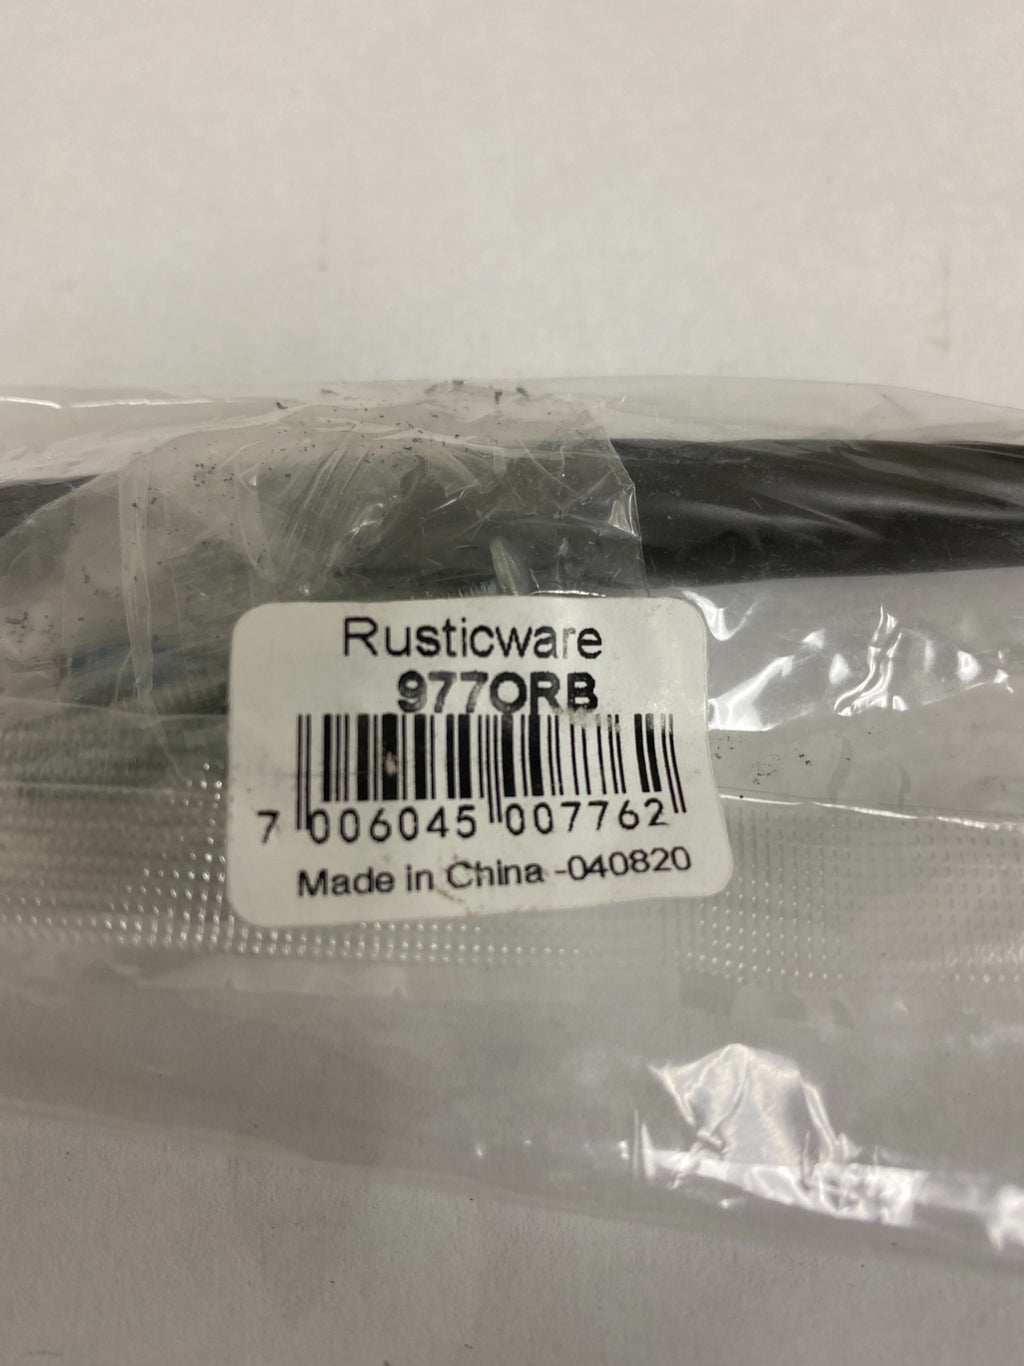 Rusticware
977ORB
7 006045 007762
Made in China -040820